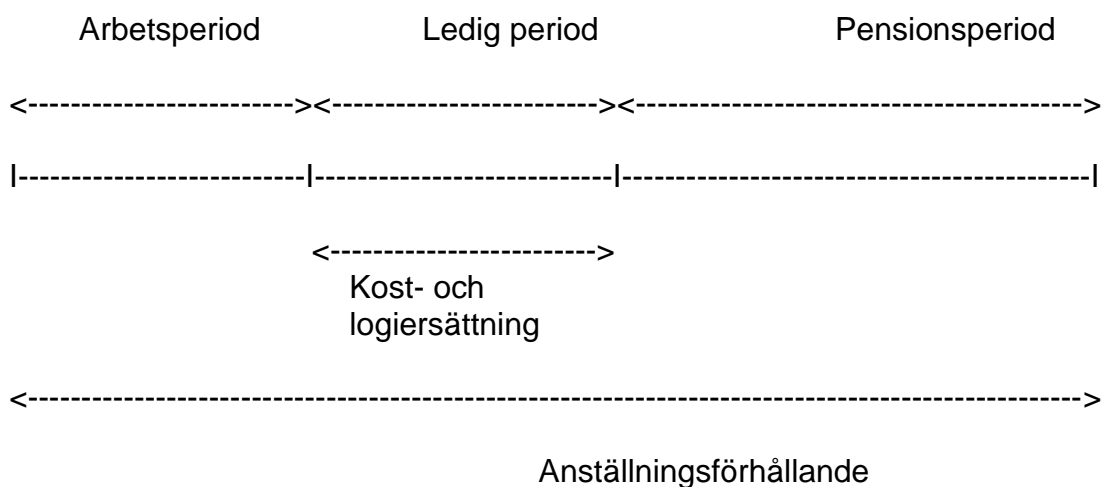 Arbetsperiod Ledig period Pensionsperiod
<-------------------------><-------------------------><------------------------------------------>
|---------------------------|----------------------------|--------------------------------------------|
<------------------------->
Kost- och
logiersättning
<---------------------------------------------------------------------------------------------------->
Anställningsförhållande